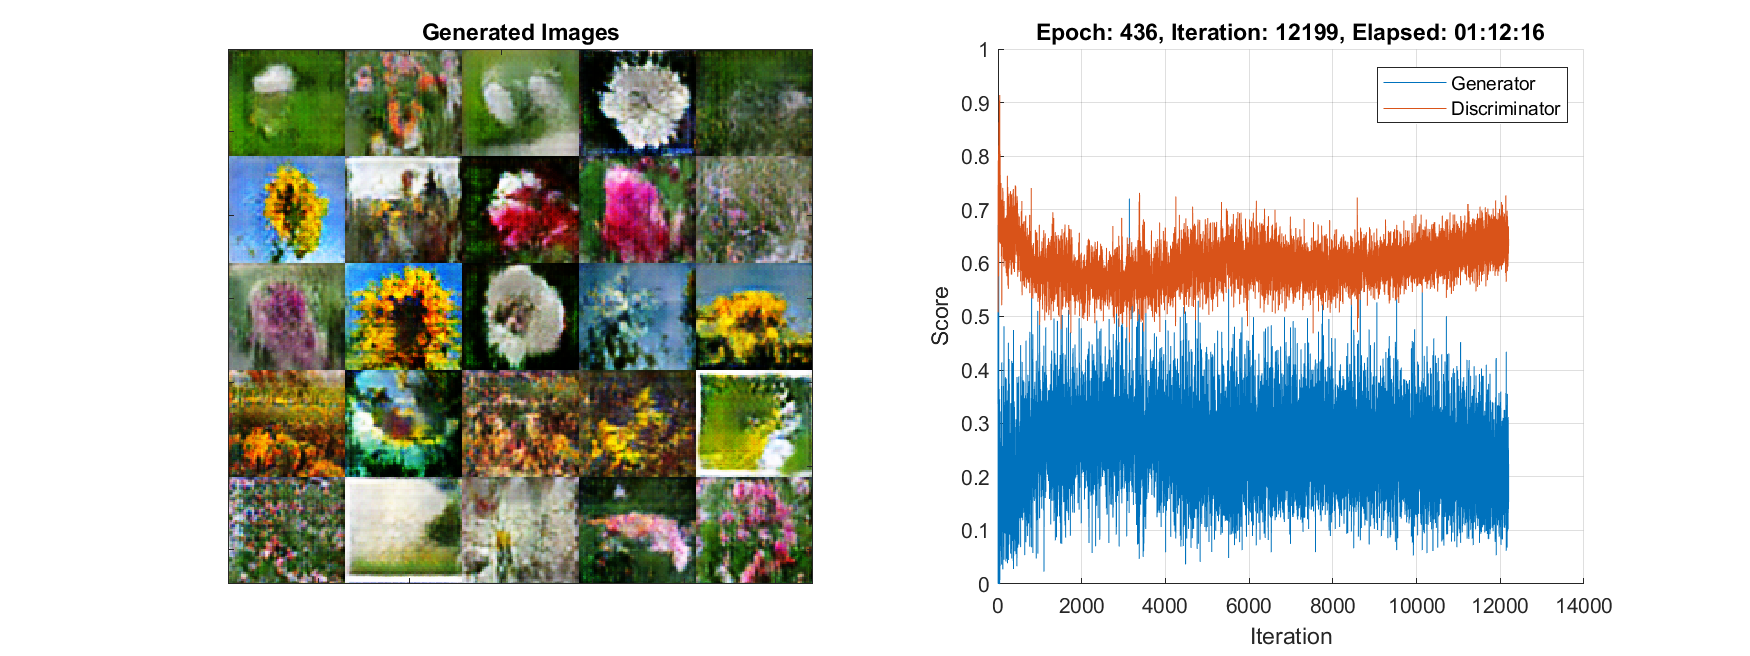 Generated Images
Epoch: 436, Iteration: 12199, Elapsed: 01:12:16
Generator
Discriminator
Score
1
0.9
0.8
0.7
0.6
0.5
0.4
0.3
0.2
0.1
0
0 2000 4000 6000 8000 10000 12000 14000
Iteration